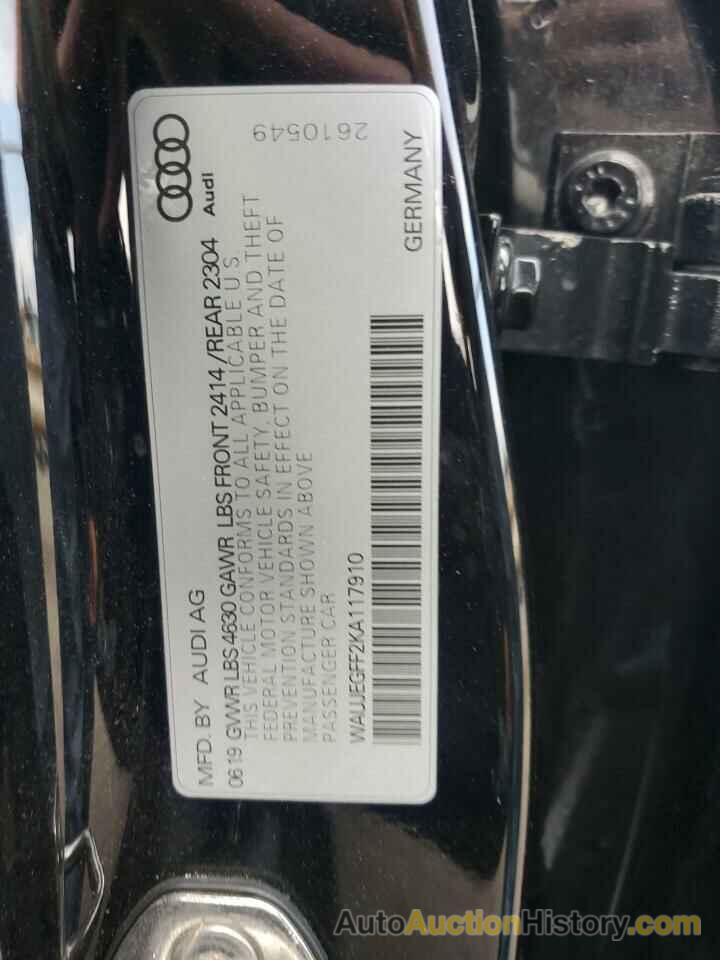 MFD. BY AUDI AG
0619 GVWR LBS 4630 GAWR LBS FRONT 2414 /REAR 2304
THIS VEHICLE CONFORMS TO ALL APPLICABLE U S
FEDERAL MOTOR VEHICLE SAFETY, BUMPER AND THEFT
PREVENTION STANDARDS IN EFFECT ON THE DATE OF
MANUFACTURE SHOWN ABOVE
PASSENGER CAR
WAUJEGFF2KA117910
Audi
2610549
GERMANY
AutoAuctionHistory.com